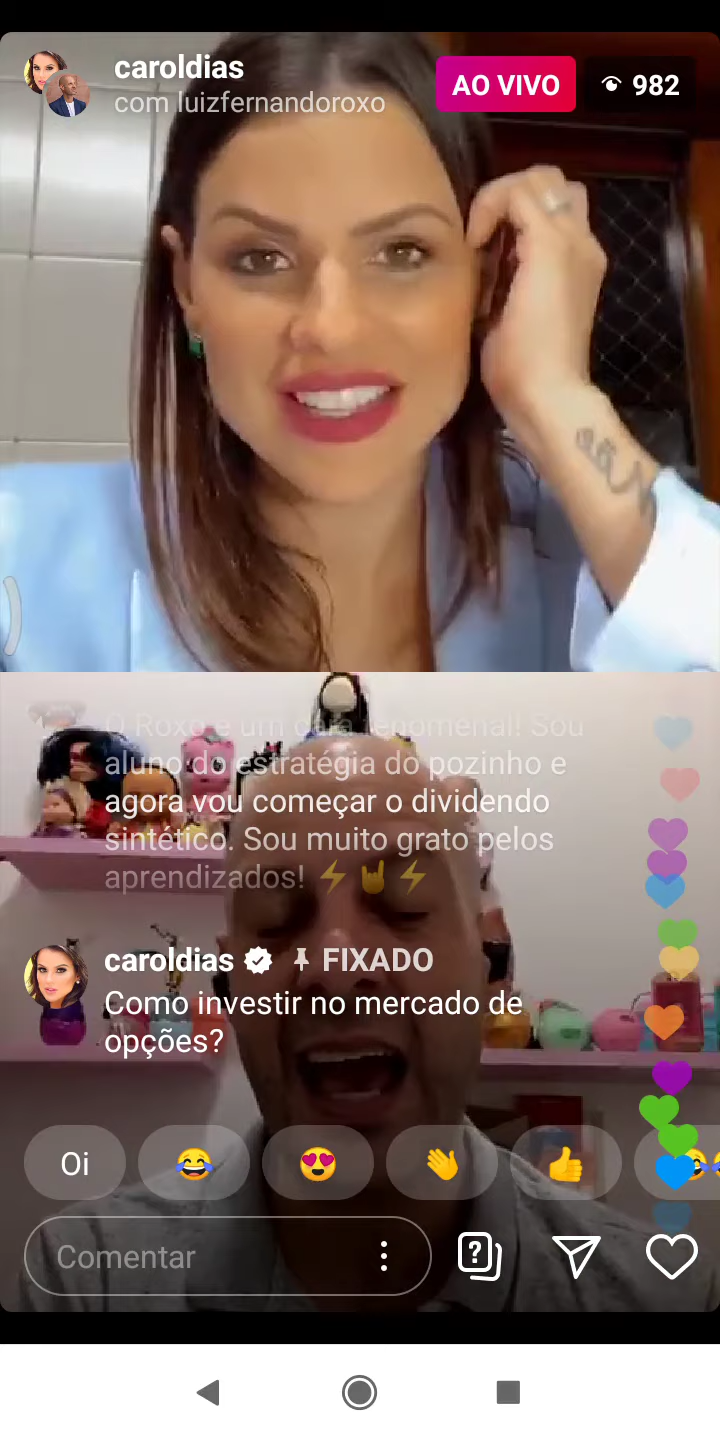 caroldias
com luizfernandoroxo
AO VIVO
982
O Roxo e um cara fenomenal! Sou
aluno do estratégia do pozinho e
agora vou começar o dividendo
sintético. Sou muito grato pelos
aprendizados! ⚡🤘⚡
caroldias FIXADO
Como investir no mercado de
opções?
Oi
Comentar